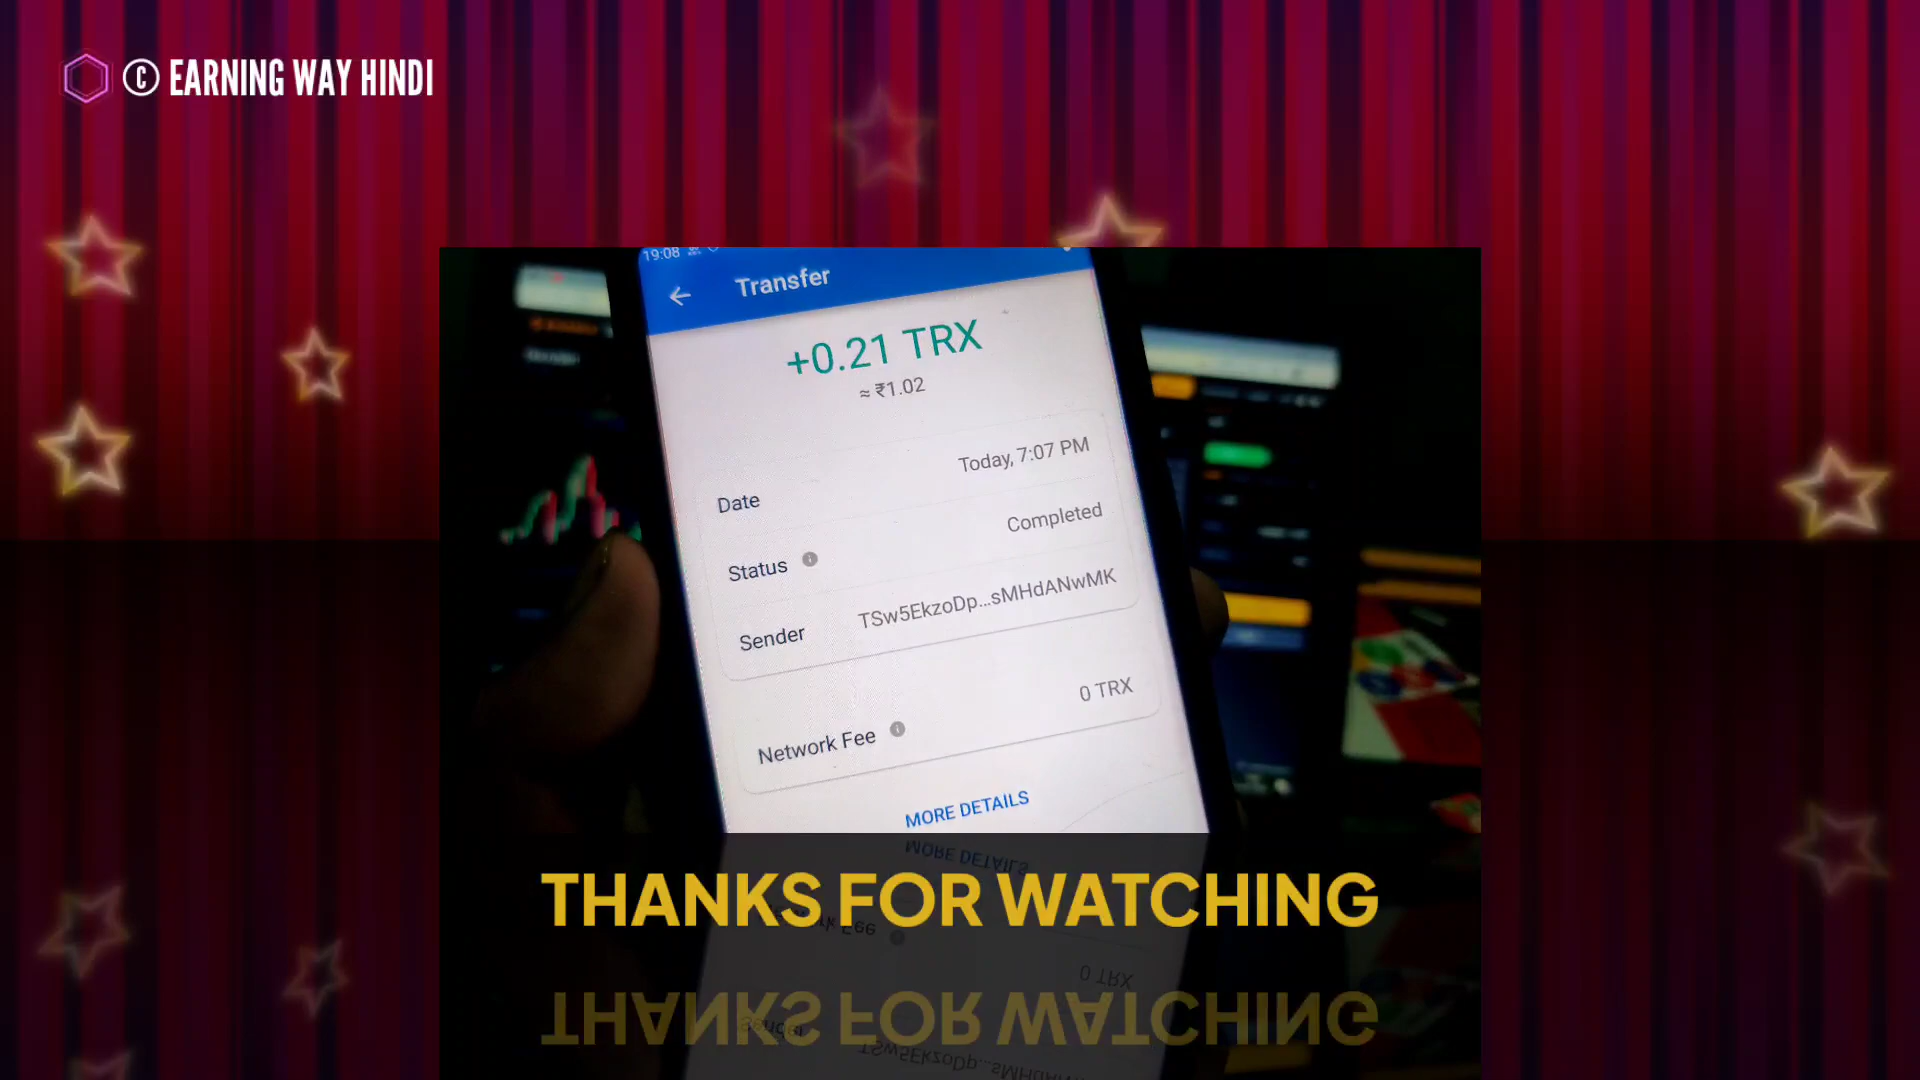 © EARNING WAY HINDI
19:08
Transfer
+0.21 TRX
≈ ₹1.02
Date Today, 7:07 PM
Status Completed
Sender TSw5EkzoDp...sMHdANwMK
Network Fee 0 TRX
MORE DETAILS
THANKS FOR WATCHING